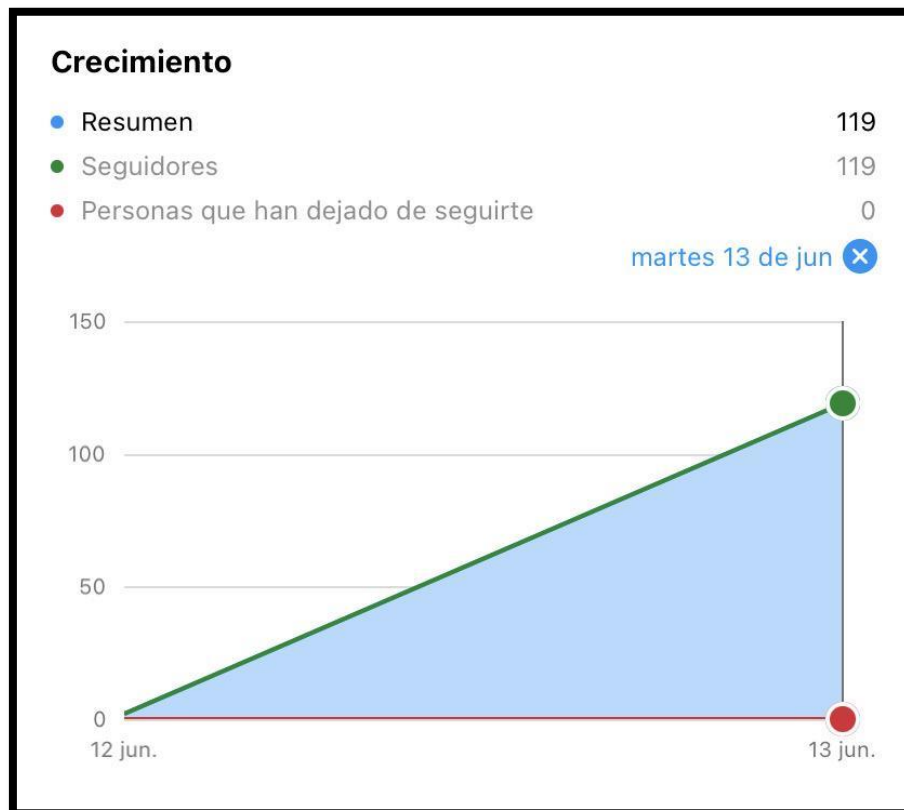 Crecimiento
Resumen 119
Seguidores 119
Personas que han dejado de seguirte 0
martes 13 de jun
150
100
50
0
12 jun. 13 jun.